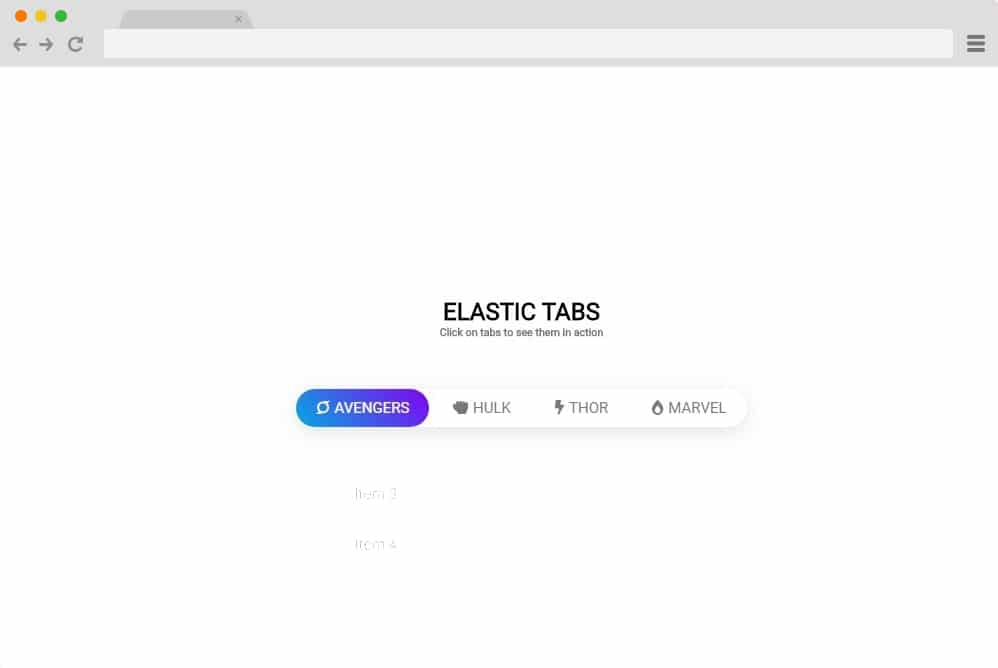 ELASTIC TABS
Click on tabs to see them in action
AVENGERS HULK THOR MARVEL
Item 3
Item 4